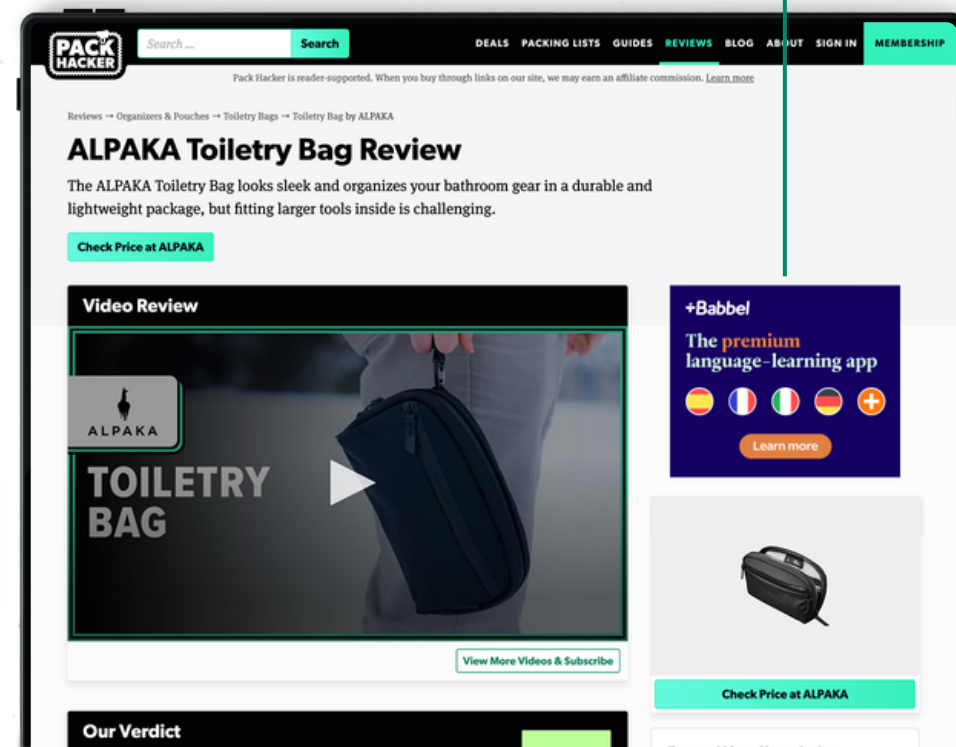 PACK
HACKER
Search ...
Search
DEALS PACKING LISTS GUIDES REVIEWS BLOG ABOUT SIGN IN MEMBERSHIP
Pack Hacker is reader-supported. When you buy through links on our site, we may earn an affiliate commission. Learn more
Reviews → Organizers & Pouches → Toiletry Bags → Toiletry Bag by ALPAKA
ALPAKA Toiletry Bag Review
The ALPAKA Toiletry Bag looks sleek and organizes your bathroom gear in a durable and
lightweight package, but fitting larger tools inside is challenging.
Check Price at ALPAKA
Video Review
ALPAKA
TOILETRY
BAG
View More Videos & Subscribe
Our Verdict
+Babbel
The premium
language-learning app
Learn more
Check Price at ALPAKA